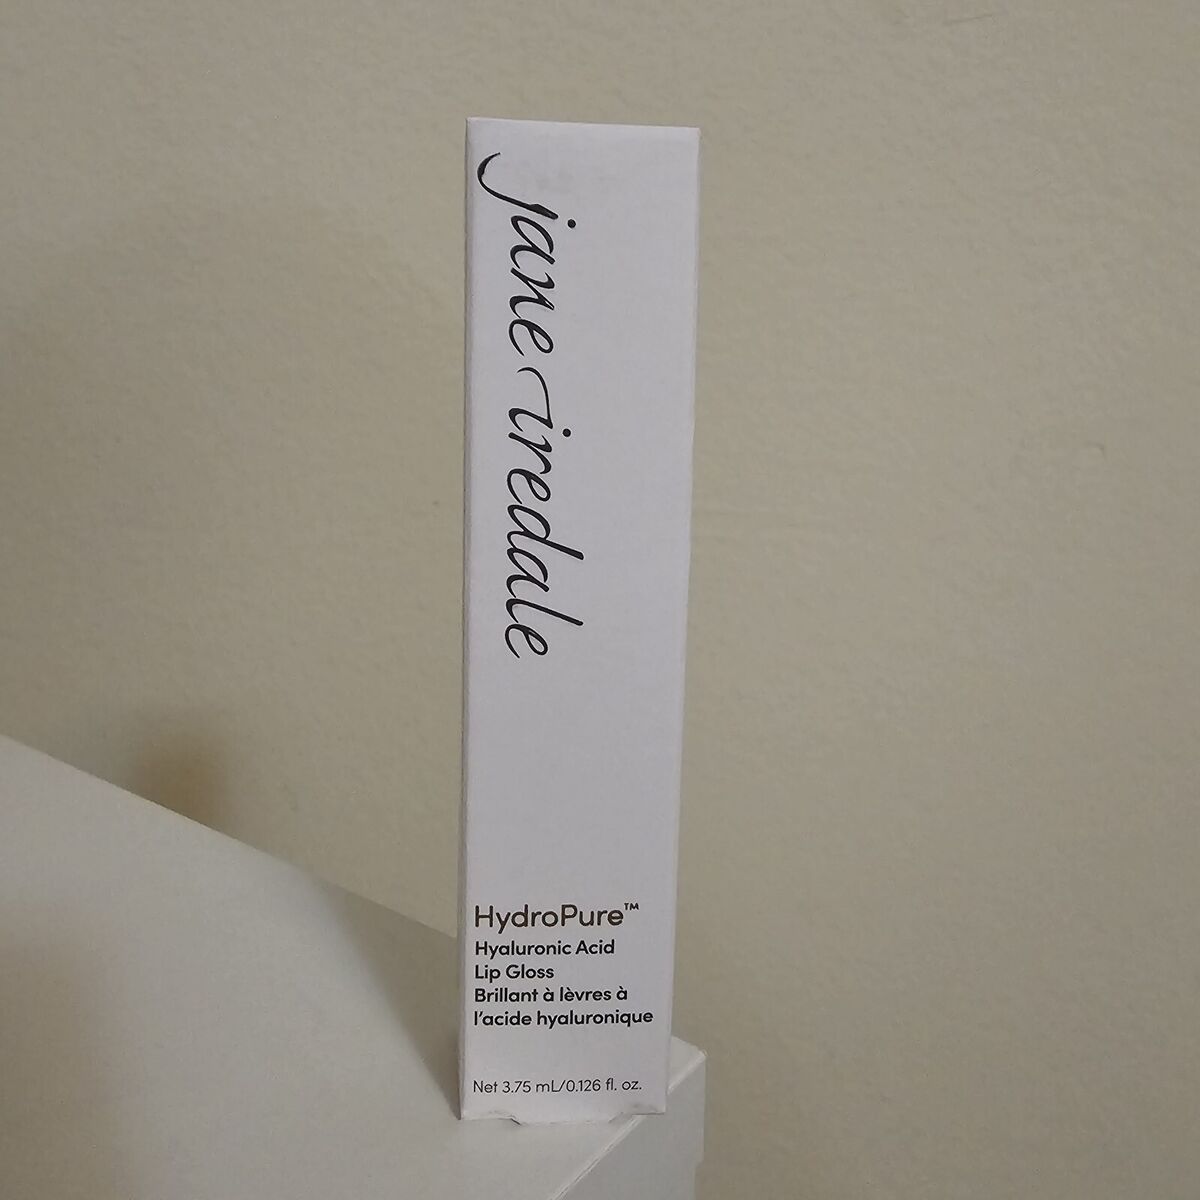 jane iredale
HydroPure™
Hyaluronic Acid
Lip Gloss
Brillant à lèvres à
l'acide hyaluronique
Net 3.75 mL/0.126 fl. oz.